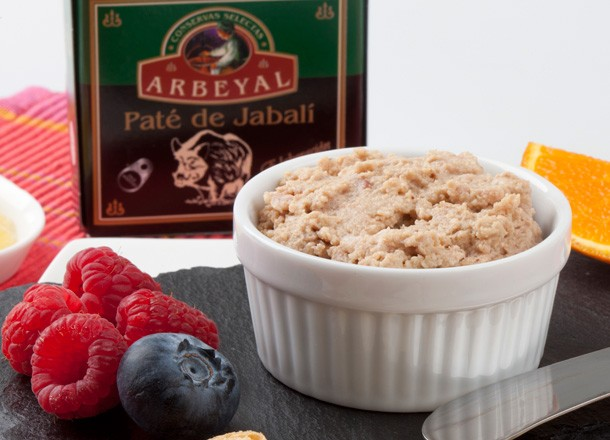 CONSERVAS SELECTAS
ARBEYAL
Paté de Jabalí